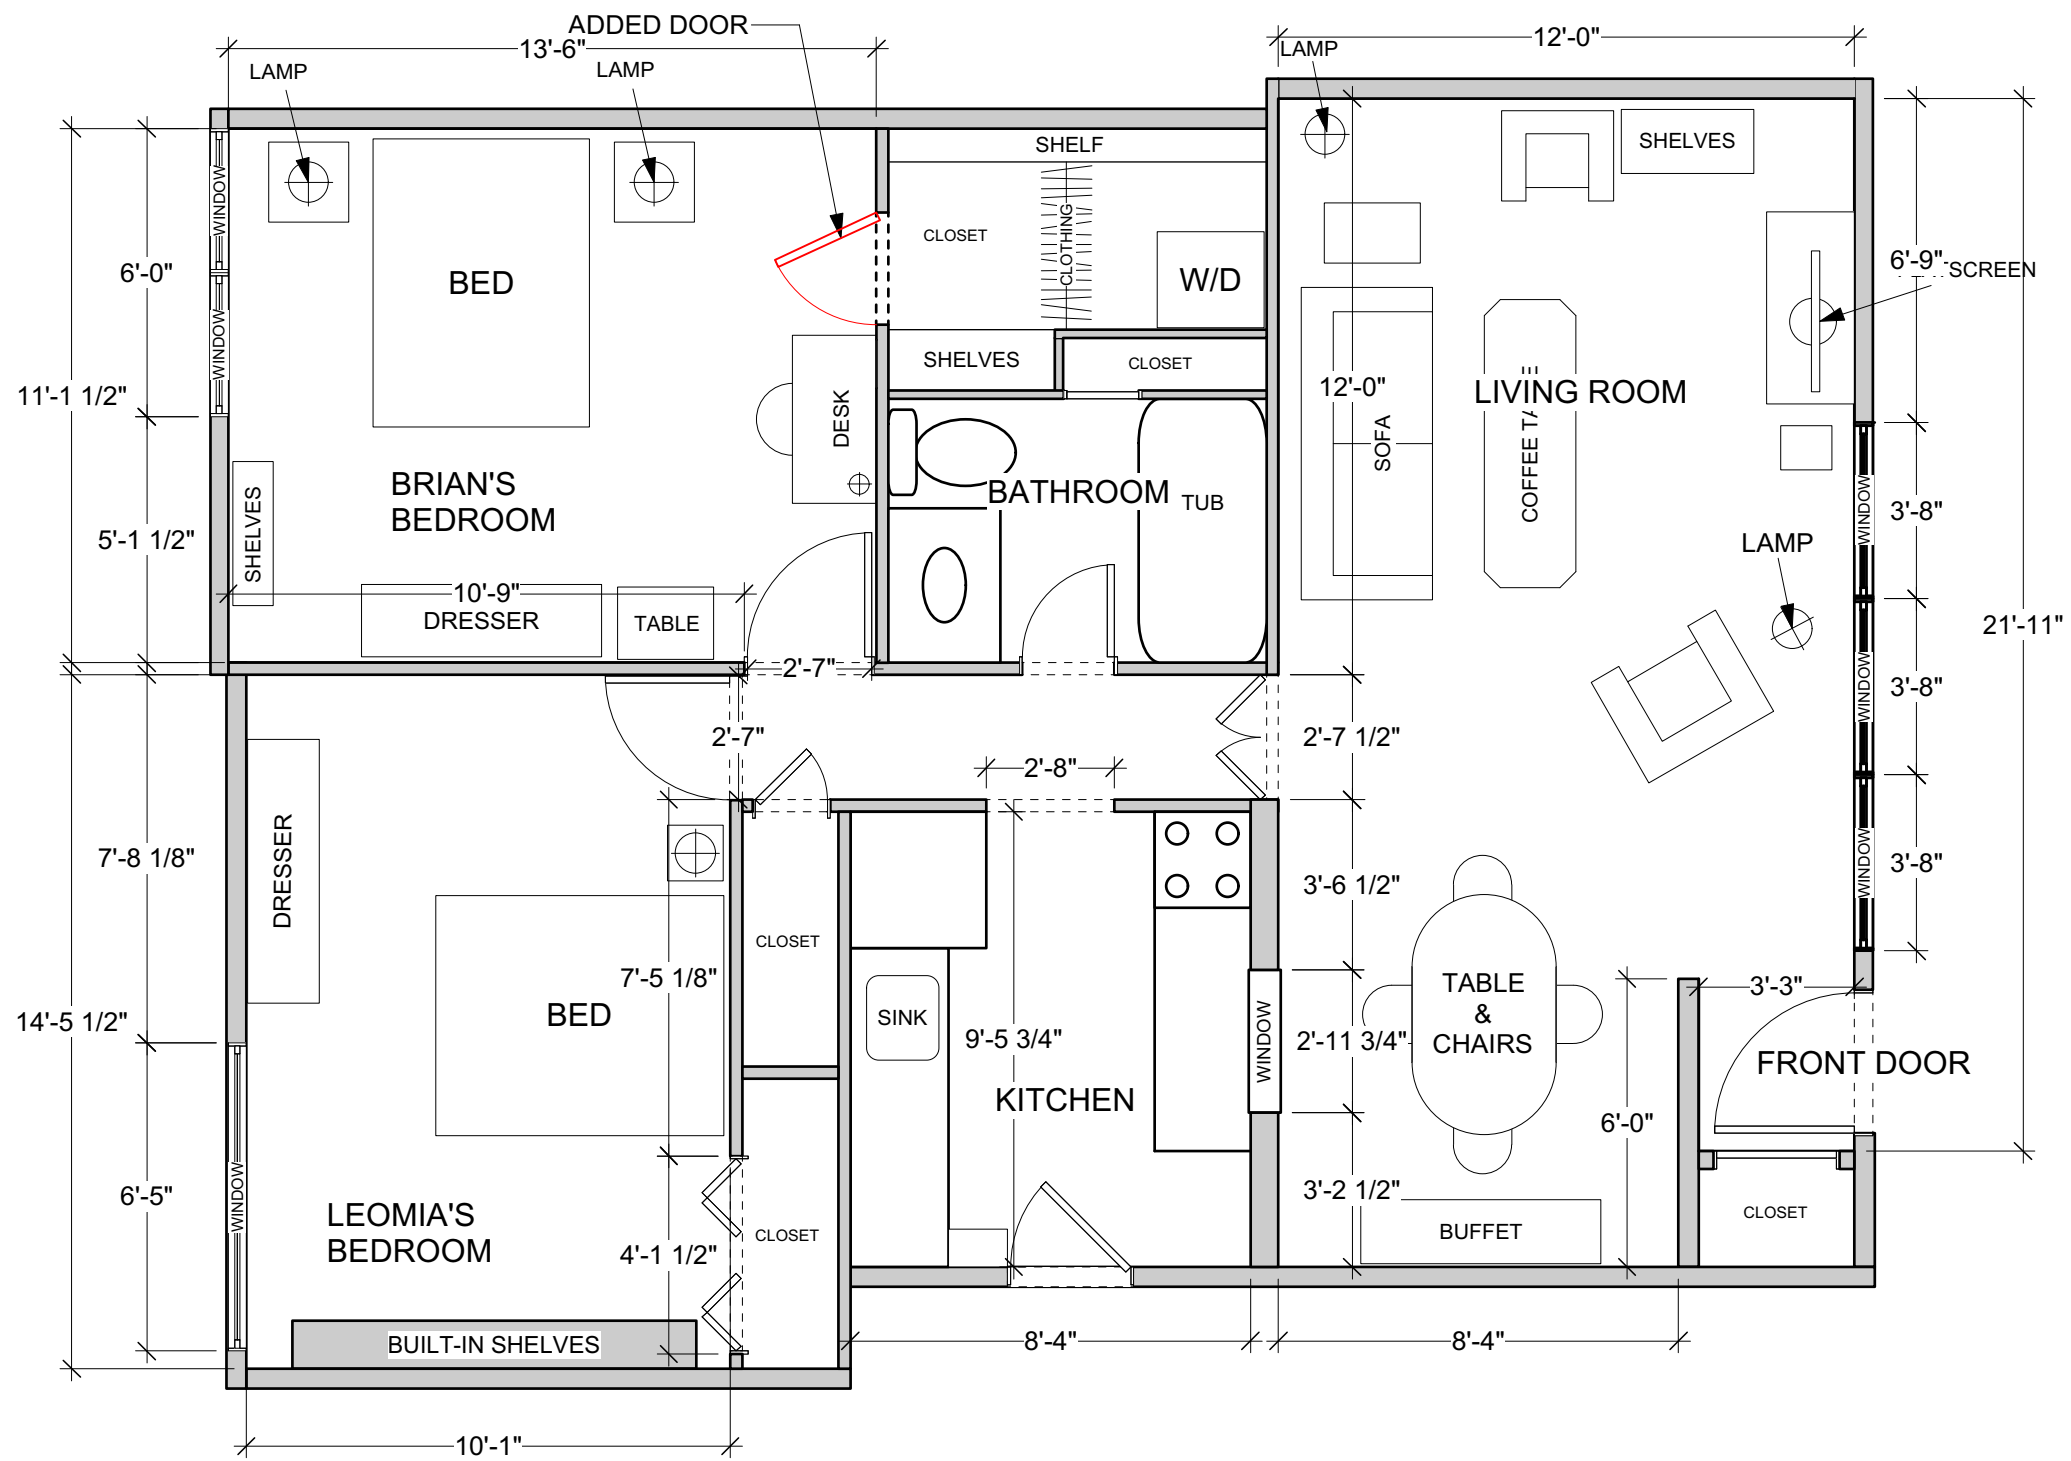 ADDED DOOR
13'-6"
12'-0"
LAMP
LAMP
LAMP
SHELF
SHELVES
WINDOW
CLOSET
CLOTHING
W/D
6'-0"
BED
6'-9"
SCREEN
WINDOW
SHELVES
CLOSET
11'-1 1/2"
12'-0"
LIVING ROOM
DESK
SOFA
COFFEE TA E
BRIAN'S
BEDROOM
BATHROOM
TUB
WINDOW
3'-8"
5'-1 1/2"
SHELVES
LAMP
10'-9"
DRESSER
TABLE
21'-11"
2'-7"
WINDOW
3'-8"
2'-7"
2'-7 1/2"
2'-8"
7'-8 1/8"
DRESSER
3'-6 1/2"
WINDOW
3'-8"
CLOSET
7'-5 1/8"
TABLE
&
CHAIRS
3'-3"
14'-5 1/2"
BED
SINK
9'-5 3/4"
WINDOW
2'-11 3/4"
FRONT DOOR
KITCHEN
6'-0"
6'-5"
WINDOW
LEOMIA'S
BEDROOM
4'-1 1/2"
CLOSET
3'-2 1/2"
BUFFET
CLOSET
BUILT-IN SHELVES
8'-4"
8'-4"
10'-1"